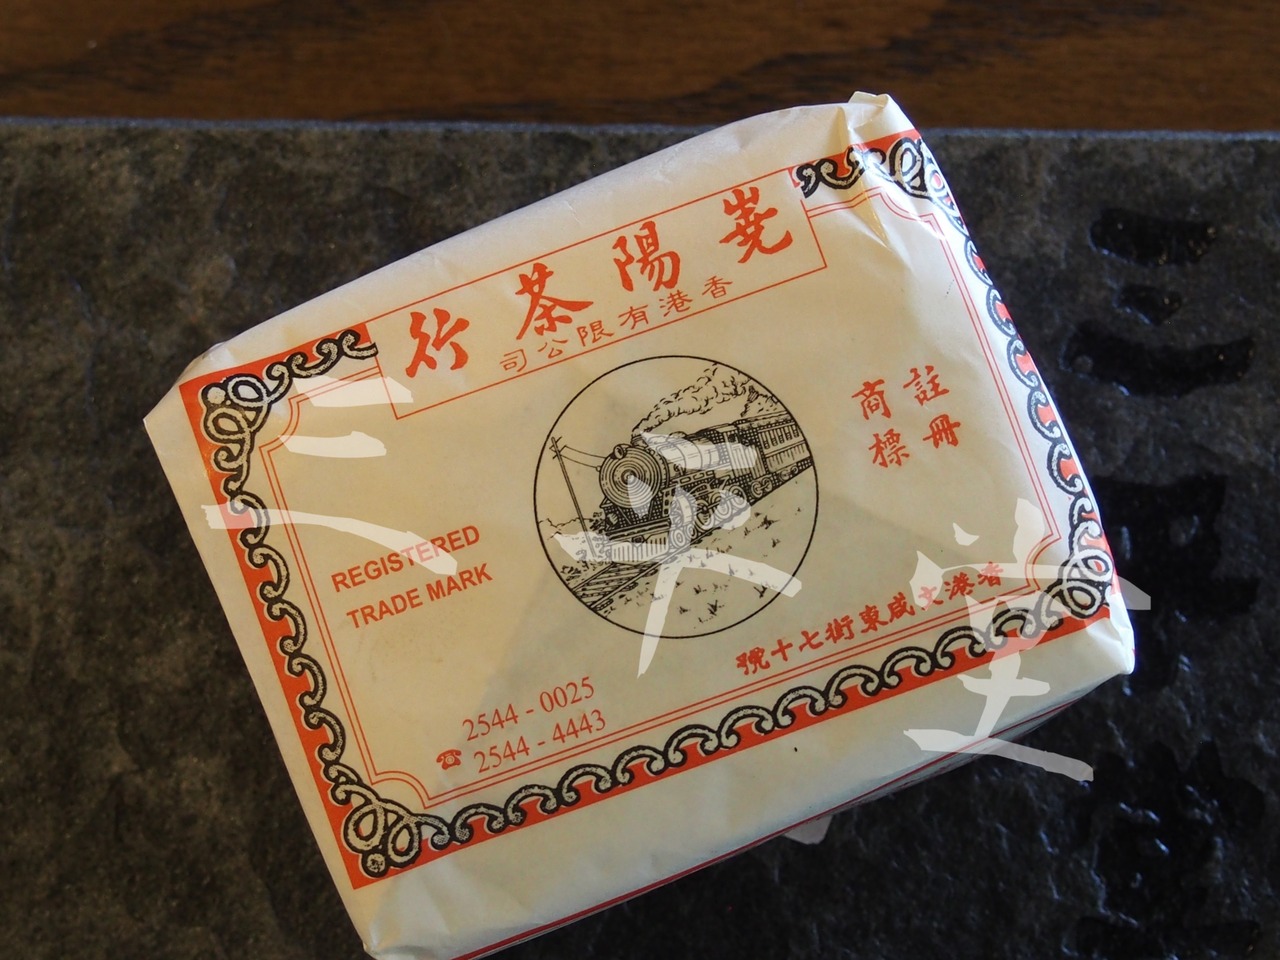 嶤陽茶行
香港有限公司
註冊
商標
REGISTERED
TRADE MARK
香港文咸東街七十號
2544 - 0025
☎ 2544 - 4443